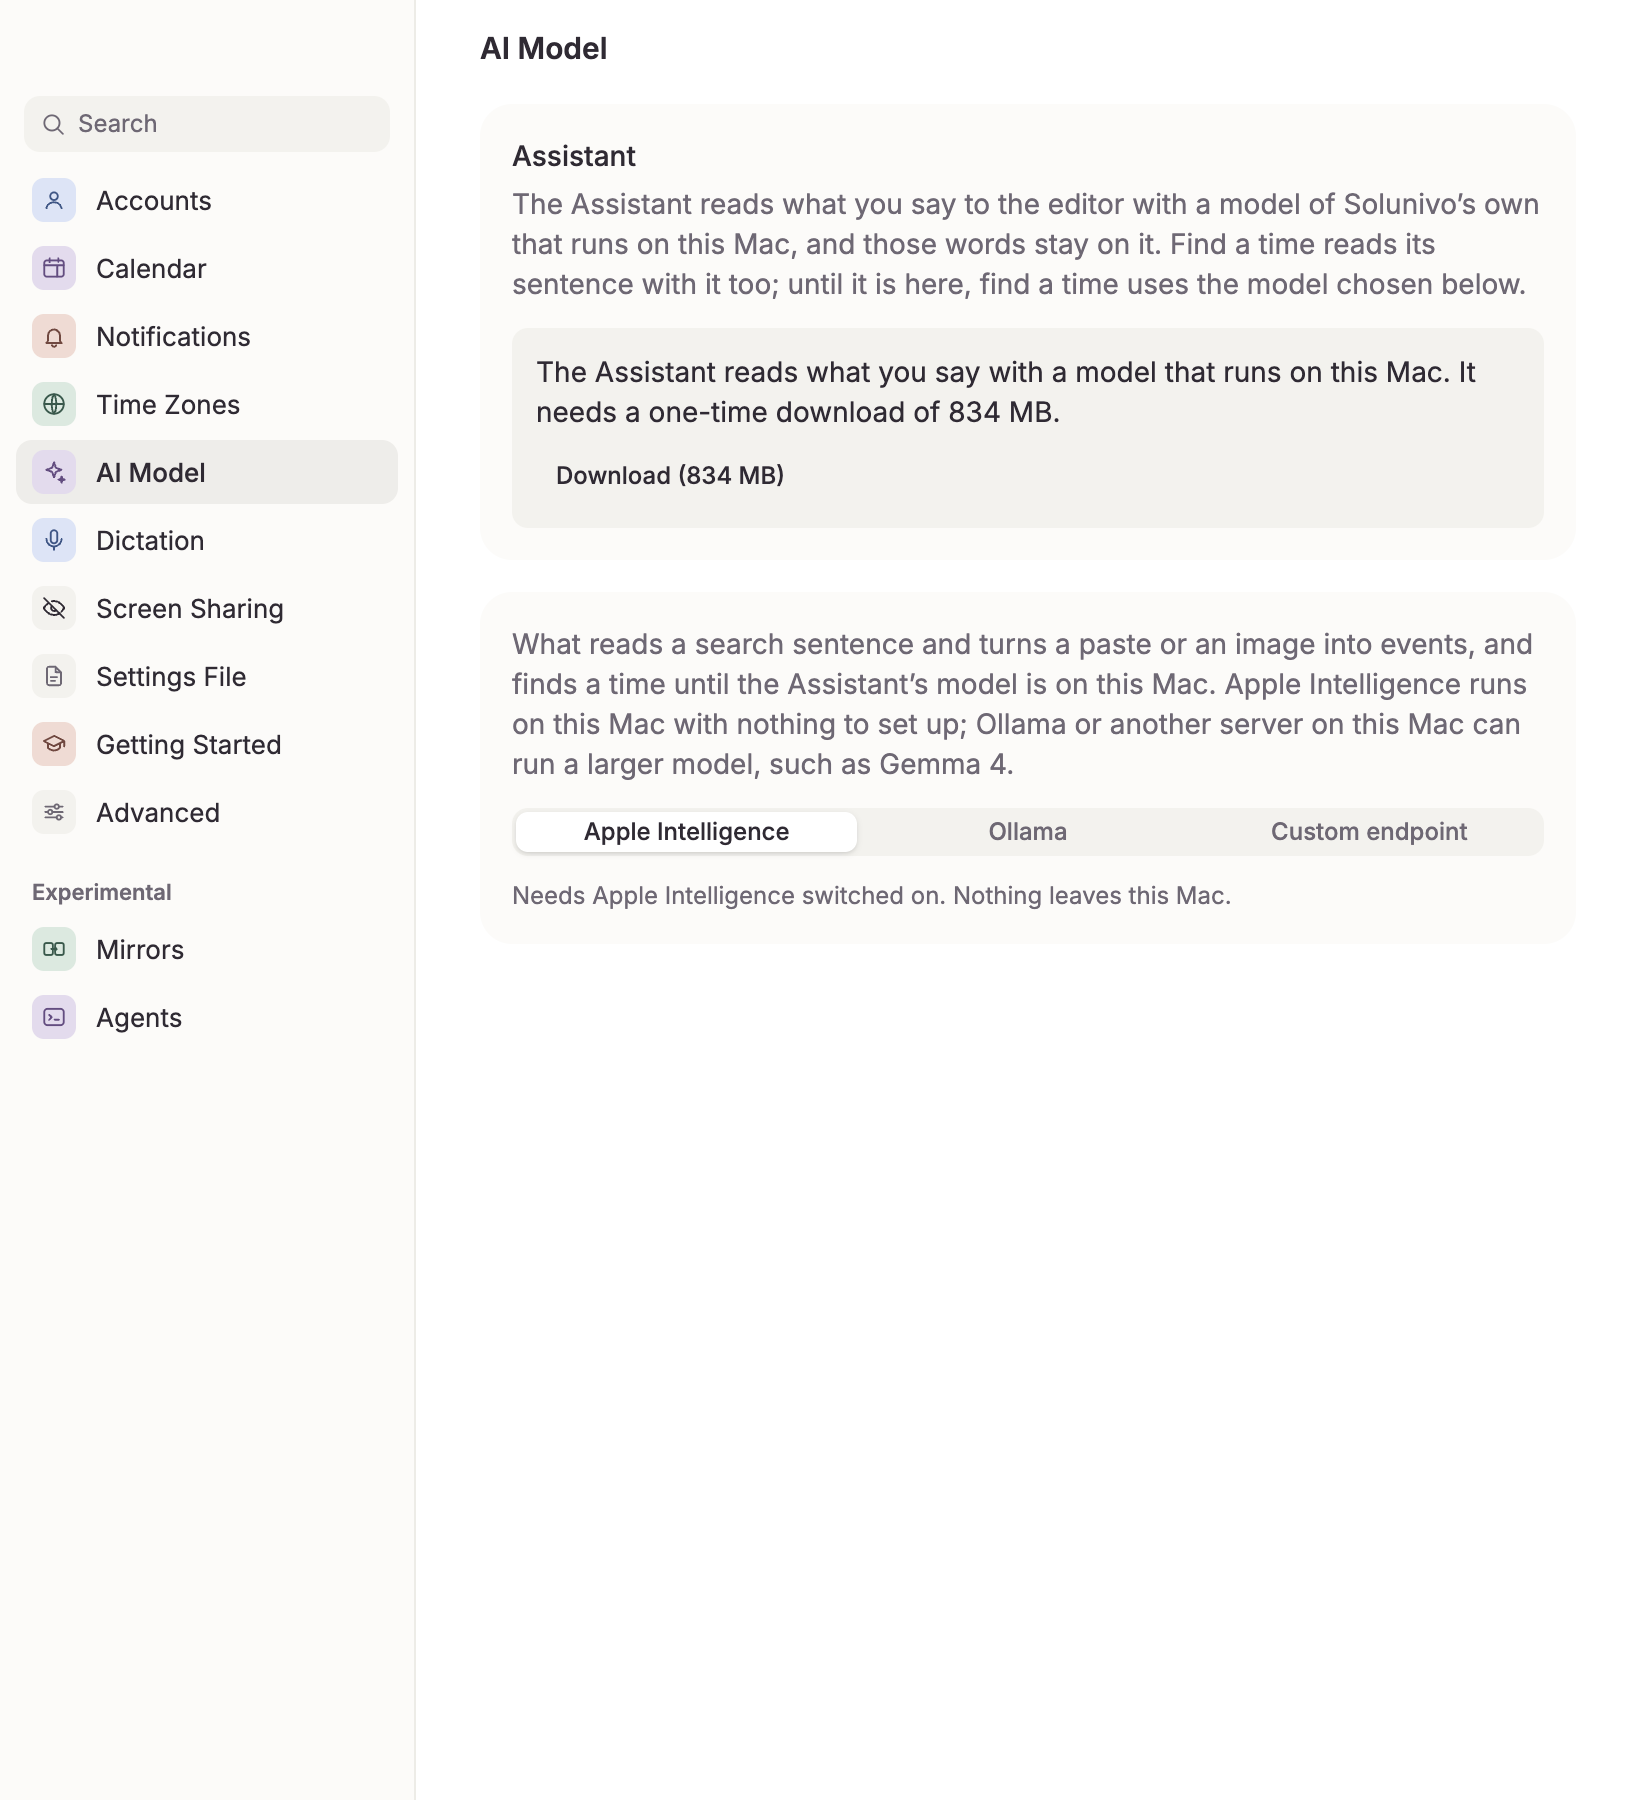 Search
Accounts
Calendar
Notifications
Time Zones
AI Model
Dictation
Screen Sharing
Settings File
Getting Started
Advanced
Experimental
Mirrors
Agents
AI Model
Assistant
The Assistant reads what you say to the editor with a model of Solunivo’s own
that runs on this Mac, and those words stay on it. Find a time reads its
sentence with it too; until it is here, find a time uses the model chosen below.
The Assistant reads what you say with a model that runs on this Mac. It
needs a one-time download of 834 MB.
Download (834 MB)
What reads a search sentence and turns a paste or an image into events, and
finds a time until the Assistant’s model is on this Mac. Apple Intelligence runs
on this Mac with nothing to set up; Ollama or another server on this Mac can
run a larger model, such as Gemma 4.
Apple Intelligence
Ollama
Custom endpoint
Needs Apple Intelligence switched on. Nothing leaves this Mac.